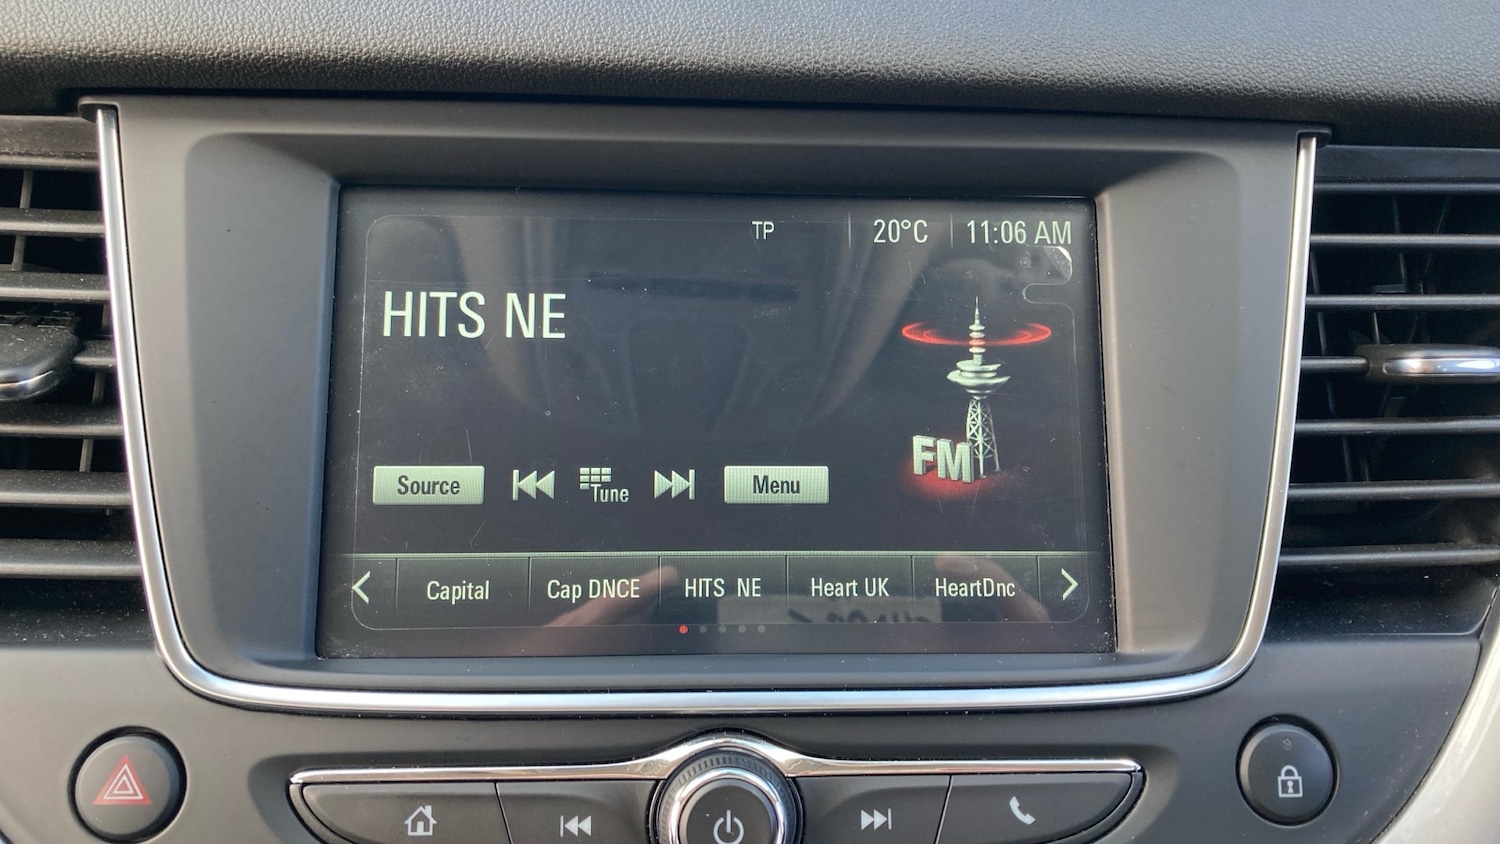 TP 20°C 11:06 AM
HITS NE
FM
Source Tune Menu
Capital Cap DNCE HITS NE Heart UK HeartDnc